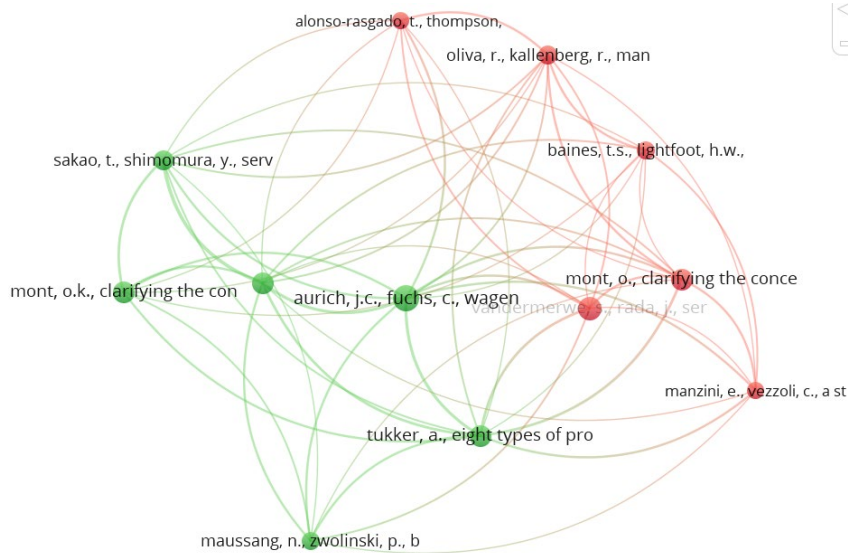 alonso-rasgado, t., thompson,
oliva, r., kallenberg, r., man
baines, t.s., lightfoot, h.w.,
sakao, t., shimomura, y., serv
mont, o., clarifying the conce
mont, o.k., clarifying the con
aurich, j.c., fuchs, c., wagen
vandermerwe, s., rada, j., ser
manzini, e., vezzoli, c., a st
tukker, a., eight types of pro
maussang, n., zwolinski, p., b